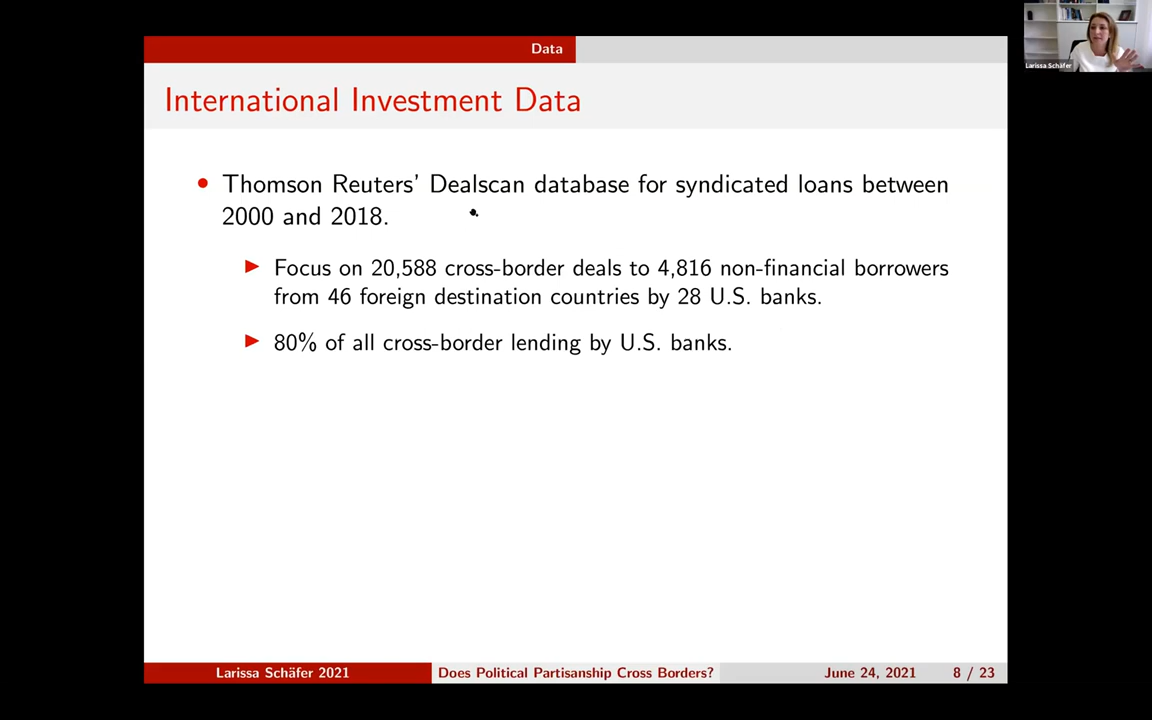 Larissa Schäfer
Data
International Investment Data
Thomson Reuters’ Dealscan database for syndicated loans between
2000 and 2018.
Focus on 20,588 cross-border deals to 4,816 non-financial borrowers
from 46 foreign destination countries by 28 U.S. banks.
80% of all cross-border lending by U.S. banks.
Larissa Schäfer 2021
Does Political Partisanship Cross Borders?
June 24, 2021
8 / 23